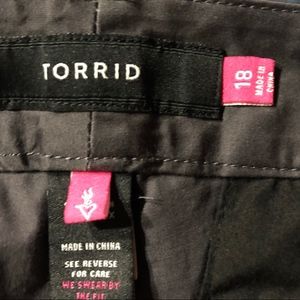 TORRID
18
MADE IN
CHINA
MADE IN CHINA
SEE REVERSE
FOR CARE
WE SWEAR BY
THE FIT